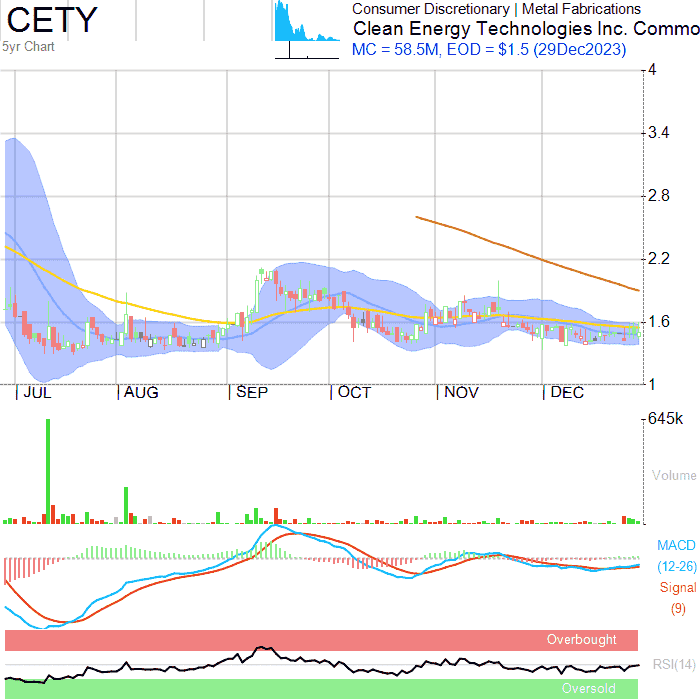 CETY
5yr Chart
Consumer Discretionary | Metal Fabrications
Clean Energy Technologies Inc. Commo
MC = 58.5M, EOD = $1.5 (29Dec2023)
4
3.4
2.8
2.2
1.6
1
JUL AUG SEP OCT NOV DEC
645k
Volume
MACD
(12-26)
Signal
(9)
Overbought
RSI(14)
Oversold